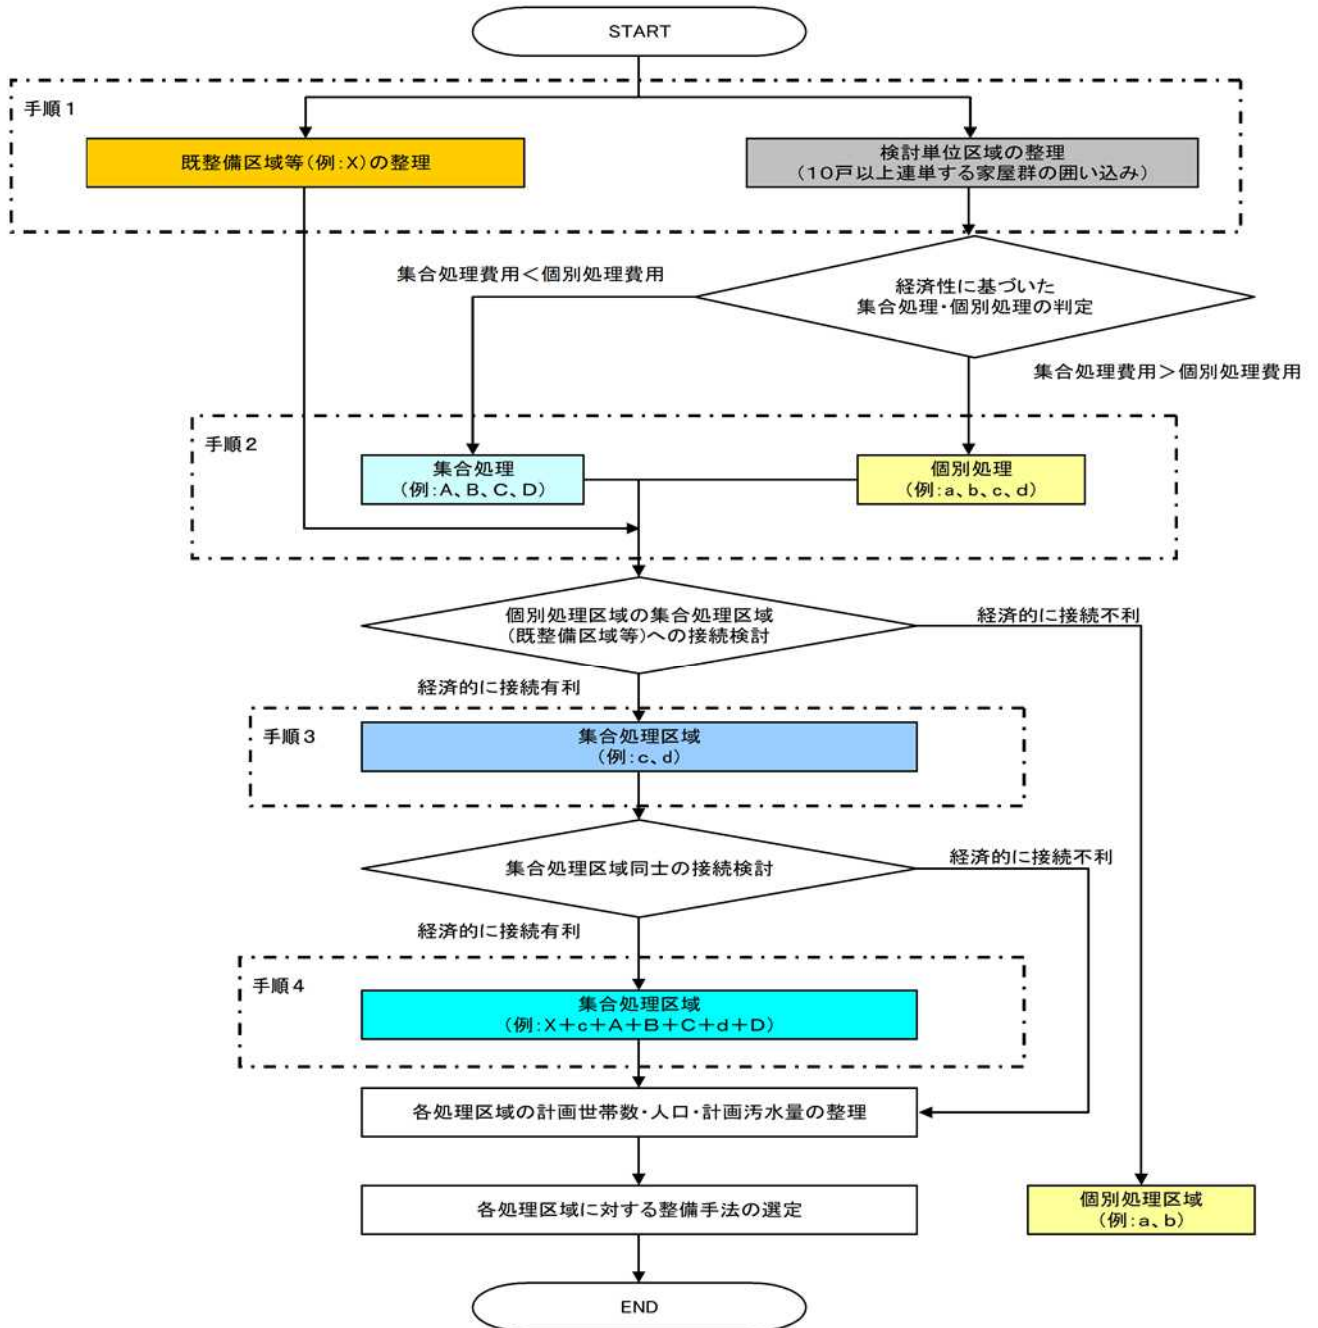 START
手順1
既整備区域等(例:X)の整理
検討単位区域の整理
(10戸以上連単する家屋群の囲い込み)
集合処理費用<個別処理費用
経済性に基づいた
集合処理・個別処理の判定
集合処理費用>個別処理費用
手順2
集合処理
(例:A、B、C、D)
個別処理
(例:a、b、c、d)
個別処理区域の集合処理区域
(既整備区域等)への接続検討
経済的に接続不利
経済的に接続有利
手順3
集合処理区域
(例:c、d)
集合処理区域同士の接続検討
経済的に接続不利
経済的に接続有利
手順4
集合処理区域
(例:X+c+A+B+C+d+D)
各処理区域の計画世帯数・人口・計画汚水量の整理
各処理区域に対する整備手法の選定
個別処理区域
(例:a、b)
END